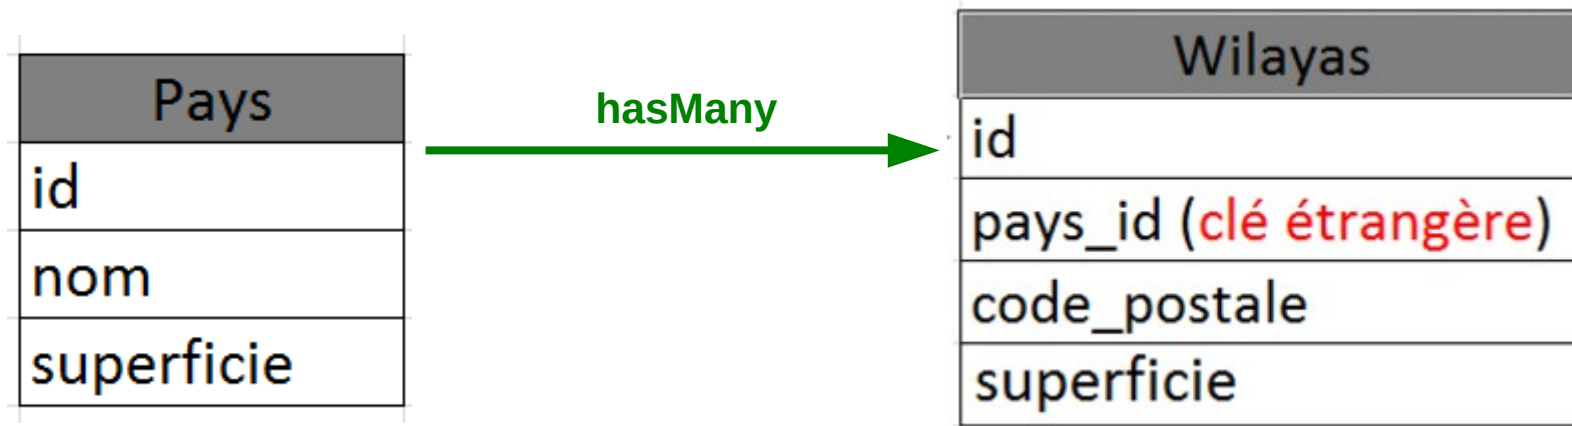 Pays
id
nom
superficie
hasMany
Wilayas
id
pays_id (clé étrangère)
code_postale
superficie